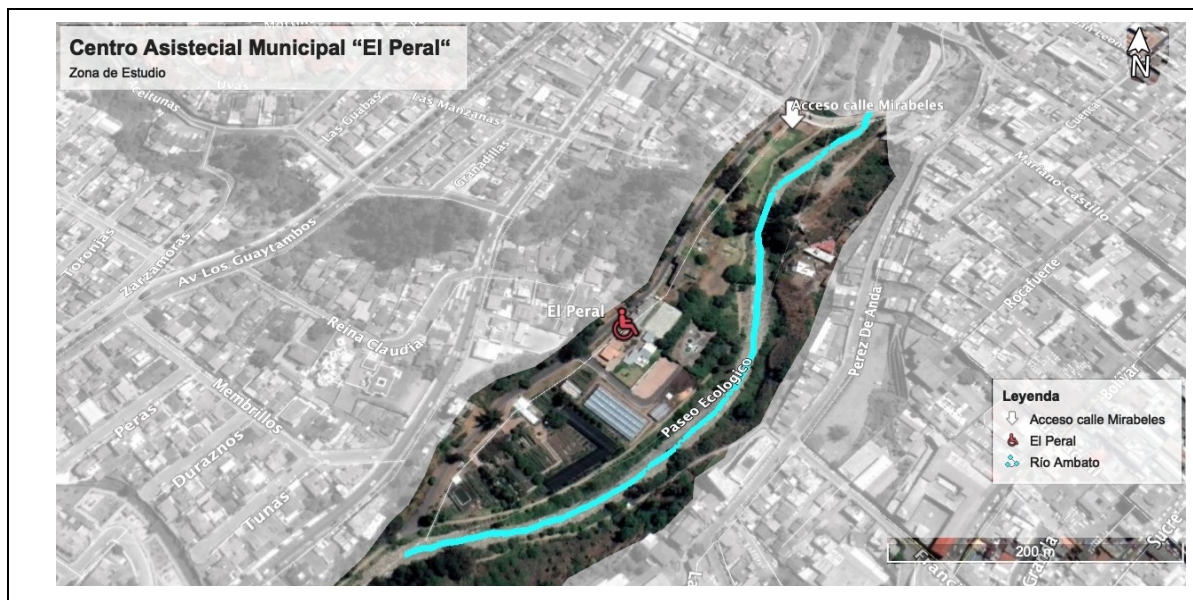 Centro Asistecial Municipal “El Peral“
Zona de Estudio
N
Acceso calle Mirabeles
Uvas
Las Guabas
Las Manzanas
Granadillas
Cuenca
Mariano Castillo
Toronjas
Zarzamoras
Av Los Guaytambos
Rocafuerte
El Peral
Reina Claudia
Perez De Anda
Bolivar
Membrillos
Peras
Paseo Ecologico
Duraznos
Tunas
Leyenda
Acceso calle Mirabeles
El Peral
Río Ambato
200 m
Sucre